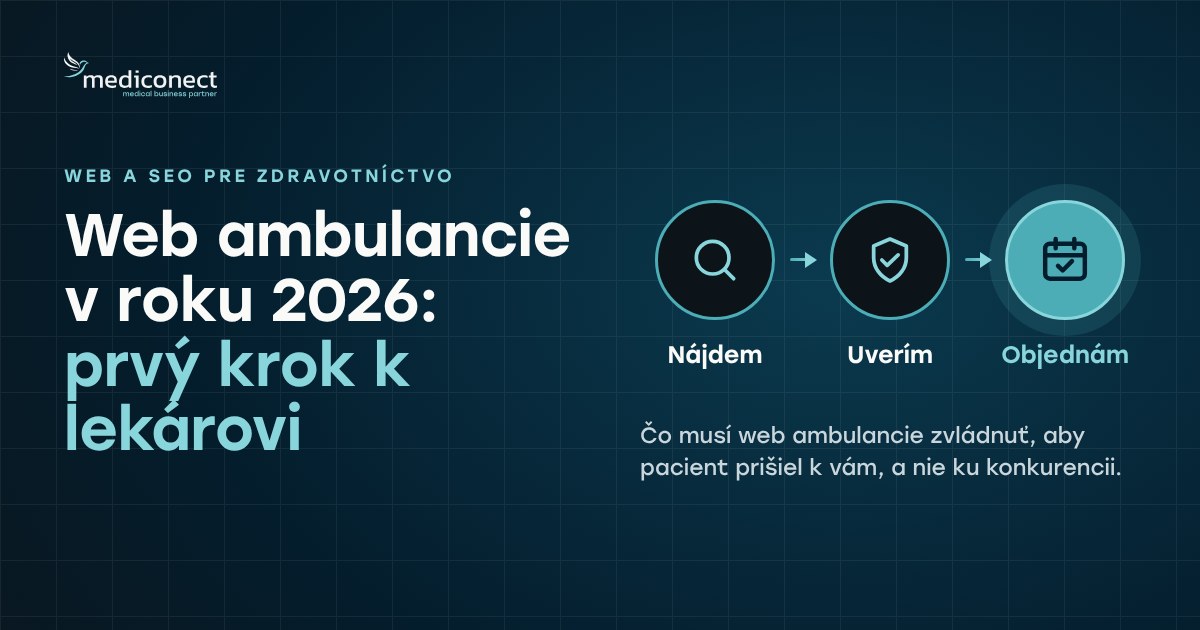 mediconect
medical business partner
WEB A SEO PRE ZDRAVOTNÍCTVO
Web ambulancie
v roku 2026:
prvý krok k
lekárovi
Nájdem
Uverím
Objednám
Čo musí web ambulancie zvládnuť, aby
pacient prišiel k vám, a nie ku konkurencii.